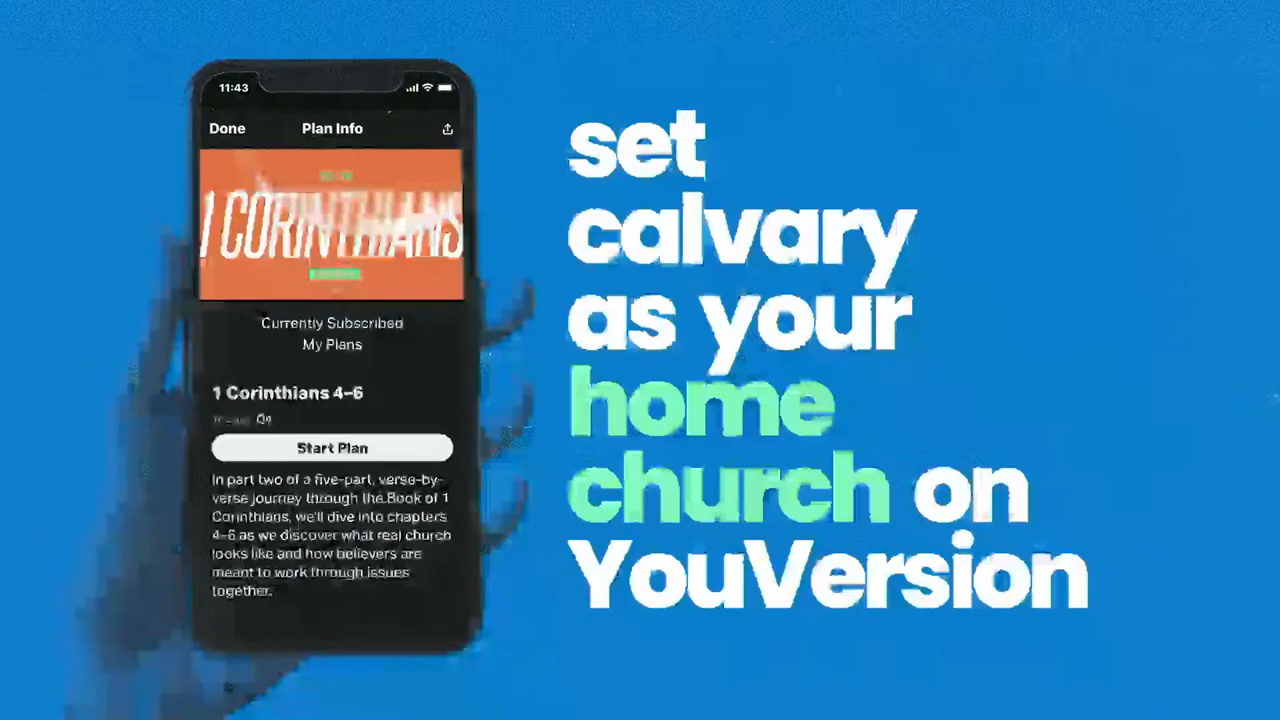 11:43
Done
Plan Info
1 CORINTHIANS
Currently Subscribed
My Plans
1 Corinthians 4-6
Start Plan
In part two of a five-part, verse-by-
verse journey through the Book of 1
Corinthians, we'll dive into chapters
4-6 as we discover what real church
looks like and how believers are
meant to work through issues
together.
set
calvary
as your
home
church on
YouVersion